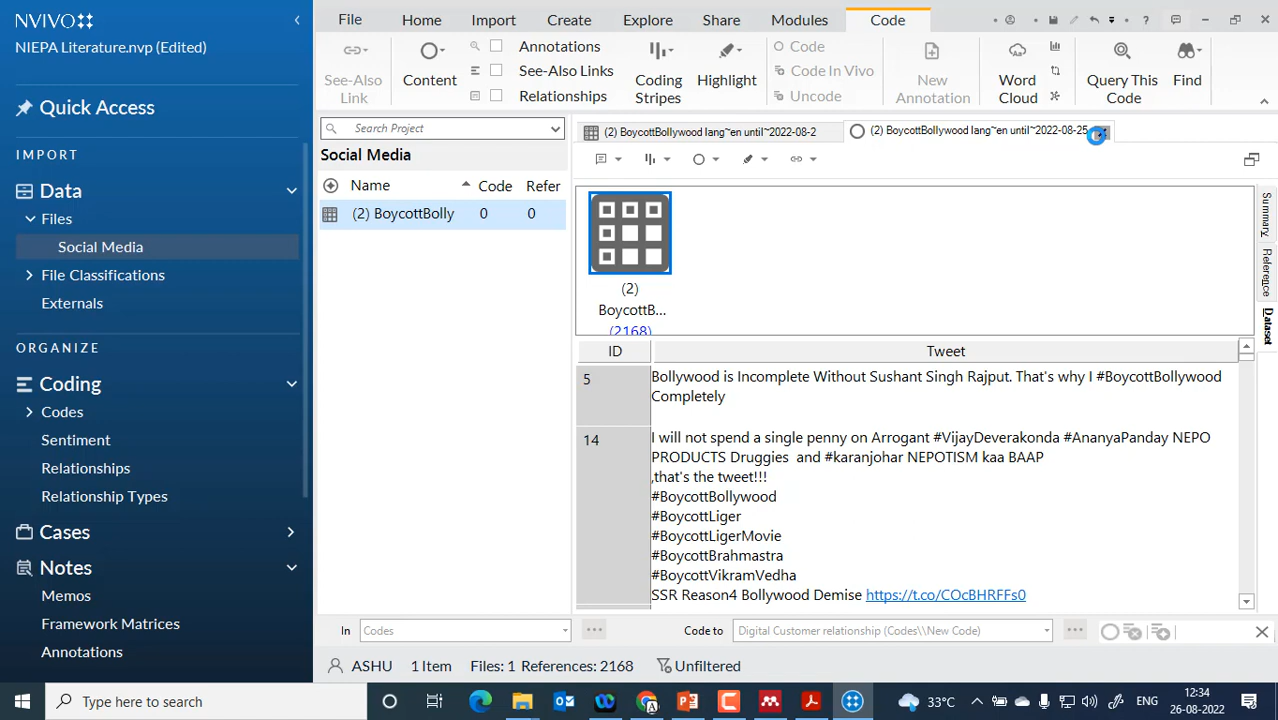 NVIVO
NIEPA Literature.nvp (Edited)
Quick Access
IMPORT
Data
Files
Social Media
File Classifications
Externals
ORGANIZE
Coding
Codes
Sentiment
Relationships
Relationship Types
Cases
Notes
Memos
Framework Matrices
Annotations
File Home Import Create Explore Share Modules Code
See-Also Link
Content
Annotations
See-Also Links
Relationships
Coding Stripes
Highlight
Code
Code In Vivo
Uncode
New Annotation
Word Cloud
Query This Code
Find
Search Project
Social Media
Name Code Refer
(2) BoycottBolly 0 0
(2) BoycottBollywood lang~en until~2022-08-2
(2) BoycottBollywood lang~en until~2022-08-25
(2)
BoycottB...
(2168)
Summary
Reference
Dataset
ID Tweet
5 Bollywood is Incomplete Without Sushant Singh Rajput. That's why I #BoycottBollywood
Completely
14 I will not spend a single penny on Arrogant #VijayDeverakonda #AnanyaPanday NEPO
PRODUCTS Druggies and #karanjohar NEPOTISM kaa BAAP
,that's the tweet!!!
#BoycottBollywood
#BoycottLiger
#BoycottLigerMovie
#BoycottBrahmastra
#BoycottVikramVedha
SSR Reason4 Bollywood Demise https://t.co/COcBHRFFs0
In Codes ... Code to Digital Customer relationship (Codes\\New Code) ...
ASHU 1 Item Files: 1 References: 2168 Unfiltered
Type here to search
33°C
ENG
12:34
26-08-2022